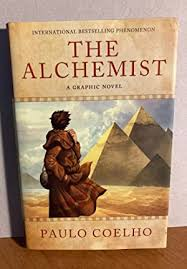 INTERNATIONAL BESTSELLING PHENOMENON
THE
ALCHEMIST
A GRAPHIC NOVEL
PAULO COELHO